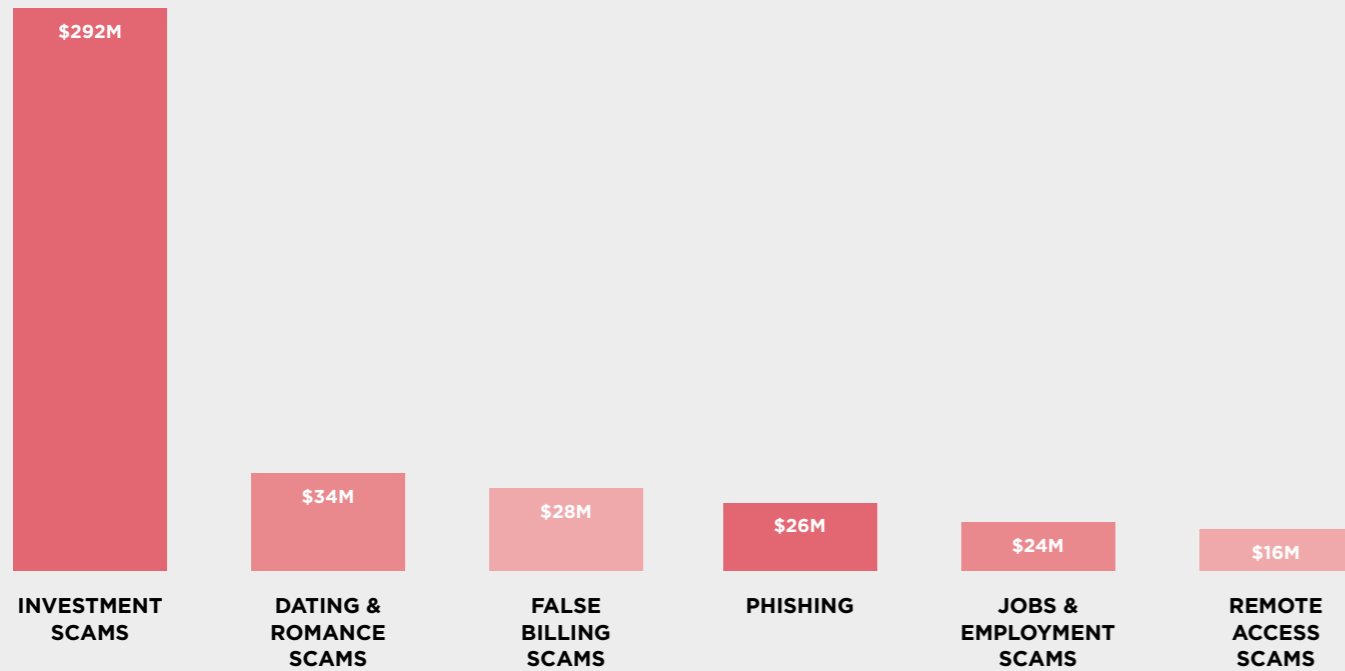 $292M
$34M
$28M
$26M
$24M
$16M
INVESTMENT
SCAMS
DATING &
ROMANCE
SCAMS
FALSE
BILLING
SCAMS
PHISHING
JOBS &
EMPLOYMENT
SCAMS
REMOTE
ACCESS
SCAMS